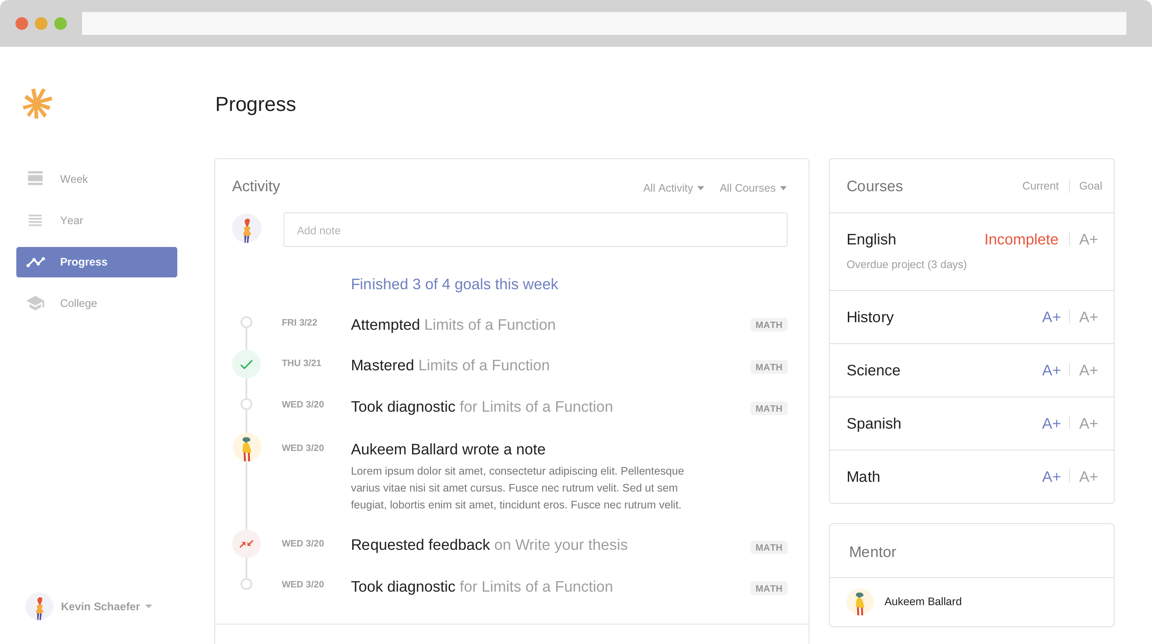 Progress
Week
Year
Progress
College
Kevin Schaefer
Activity
All Activity
All Courses
Add note
Finished 3 of 4 goals this week
FRI 3/22
Attempted Limits of a Function
MATH
THU 3/21
Mastered Limits of a Function
MATH
WED 3/20
Took diagnostic for Limits of a Function
MATH
WED 3/20
Aukeem Ballard wrote a note
Lorem ipsum dolor sit amet, consectetur adipiscing elit. Pellentesque
varius vitae nisi sit amet cursus. Fusce nec rutrum velit. Sed ut sem
feugiat, lobortis enim sit amet, tincidunt eros. Fusce nec rutrum velit.
WED 3/20
Requested feedback on Write your thesis
MATH
WED 3/20
Took diagnostic for Limits of a Function
MATH
Courses
Current
Goal
English
Incomplete
A+
Overdue project (3 days)
History
A+
A+
Science
A+
A+
Spanish
A+
A+
Math
A+
A+
Mentor
Aukeem Ballard